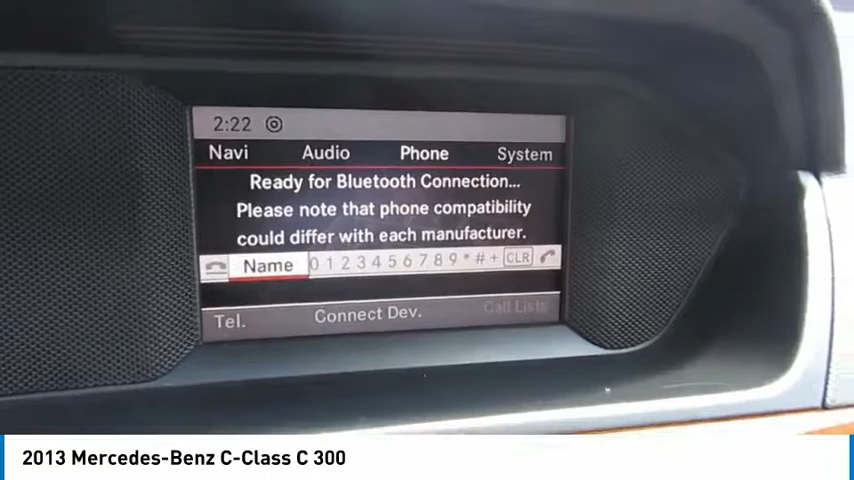 2:22
Navi Audio Phone System
Ready for Bluetooth Connection...
Please note that phone compatibility
could differ with each manufacturer.
Name 0 1 2 3 4 5 6 7 8 9 * # + CLR
Tel. Connect Dev. Call Lists
2013 Mercedes-Benz C-Class C 300